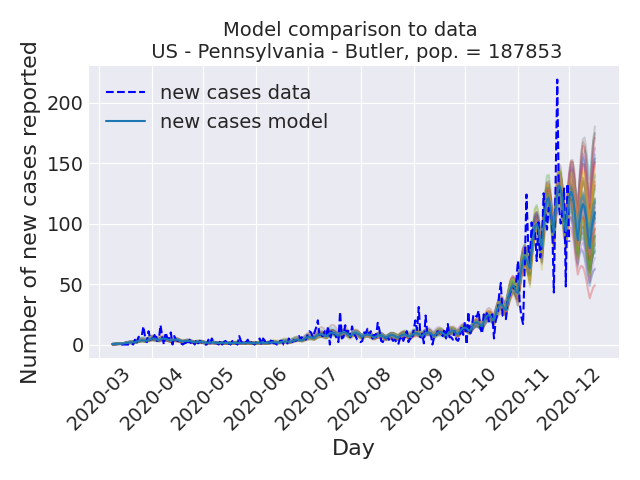 Model comparison to data
US - Pennsylvania - Butler, pop. = 187853
Number of new cases reported
200
150
100
50
0
new cases data
new cases model
2020-03
2020-04
2020-05
2020-06
2020-07
2020-08
2020-09
2020-10
2020-11
2020-12
Day